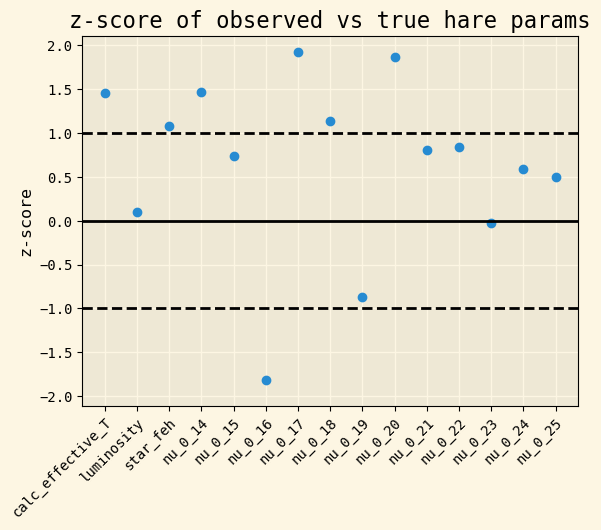 z-score of observed vs true hare params
z-score
2.0
1.5
1.0
0.5
0.0
−0.5
−1.0
−1.5
−2.0
calc_effective_T
luminosity
star_feh
nu_0_14
nu_0_15
nu_0_16
nu_0_17
nu_0_18
nu_0_19
nu_0_20
nu_0_21
nu_0_22
nu_0_23
nu_0_24
nu_0_25